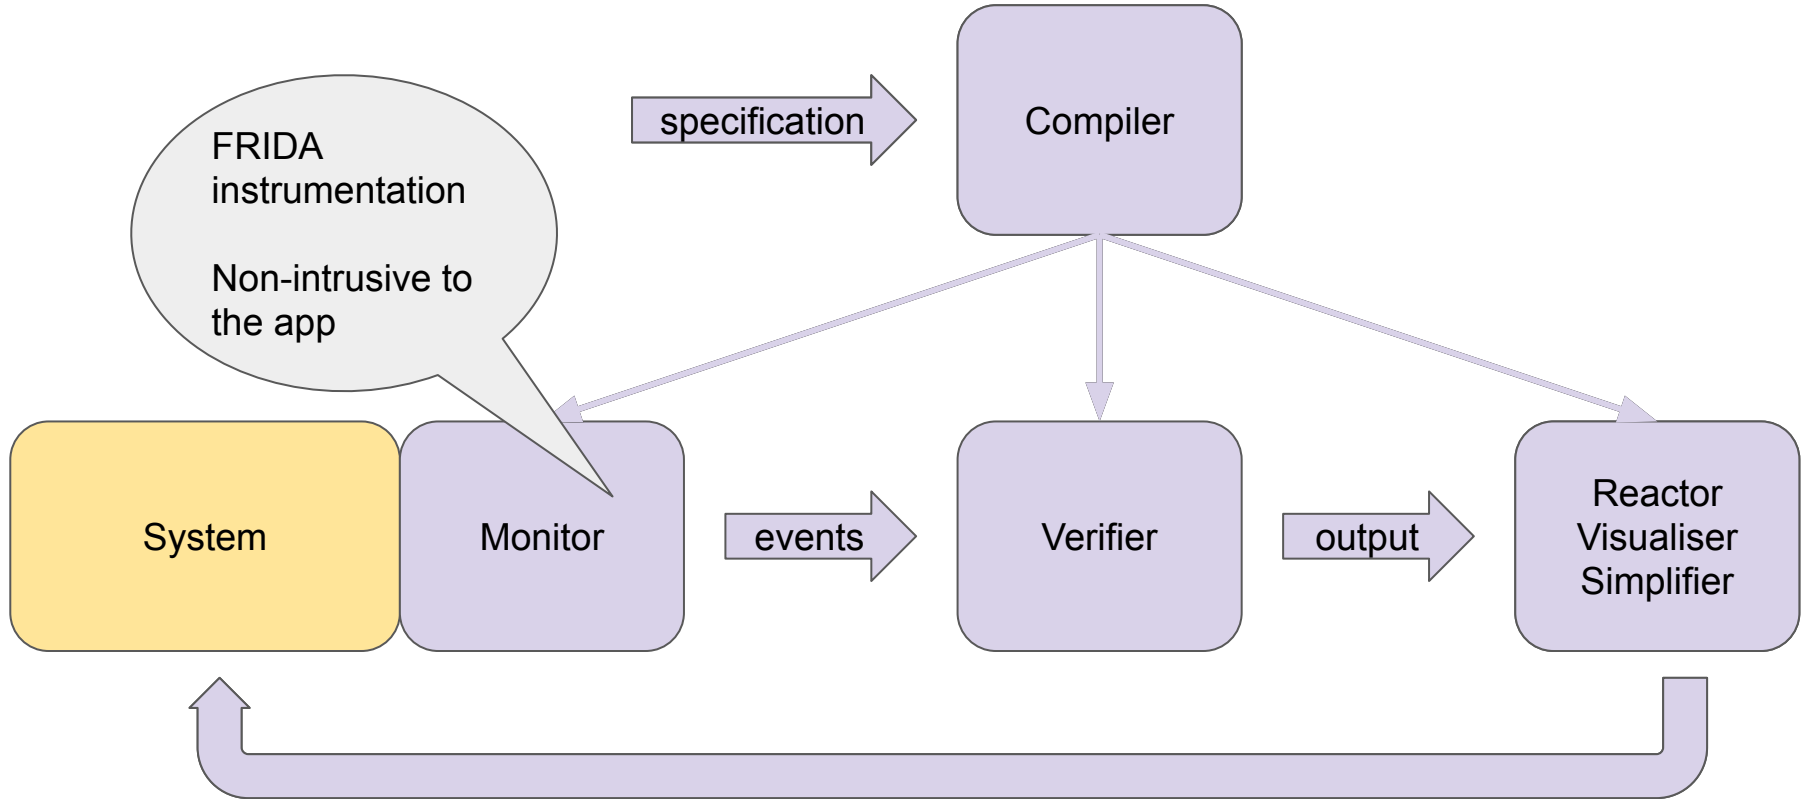 specification
Compiler
FRIDA
instrumentation
Non-intrusive to
the app
System
Monitor
events
Verifier
output
Reactor
Visualiser
Simplifier